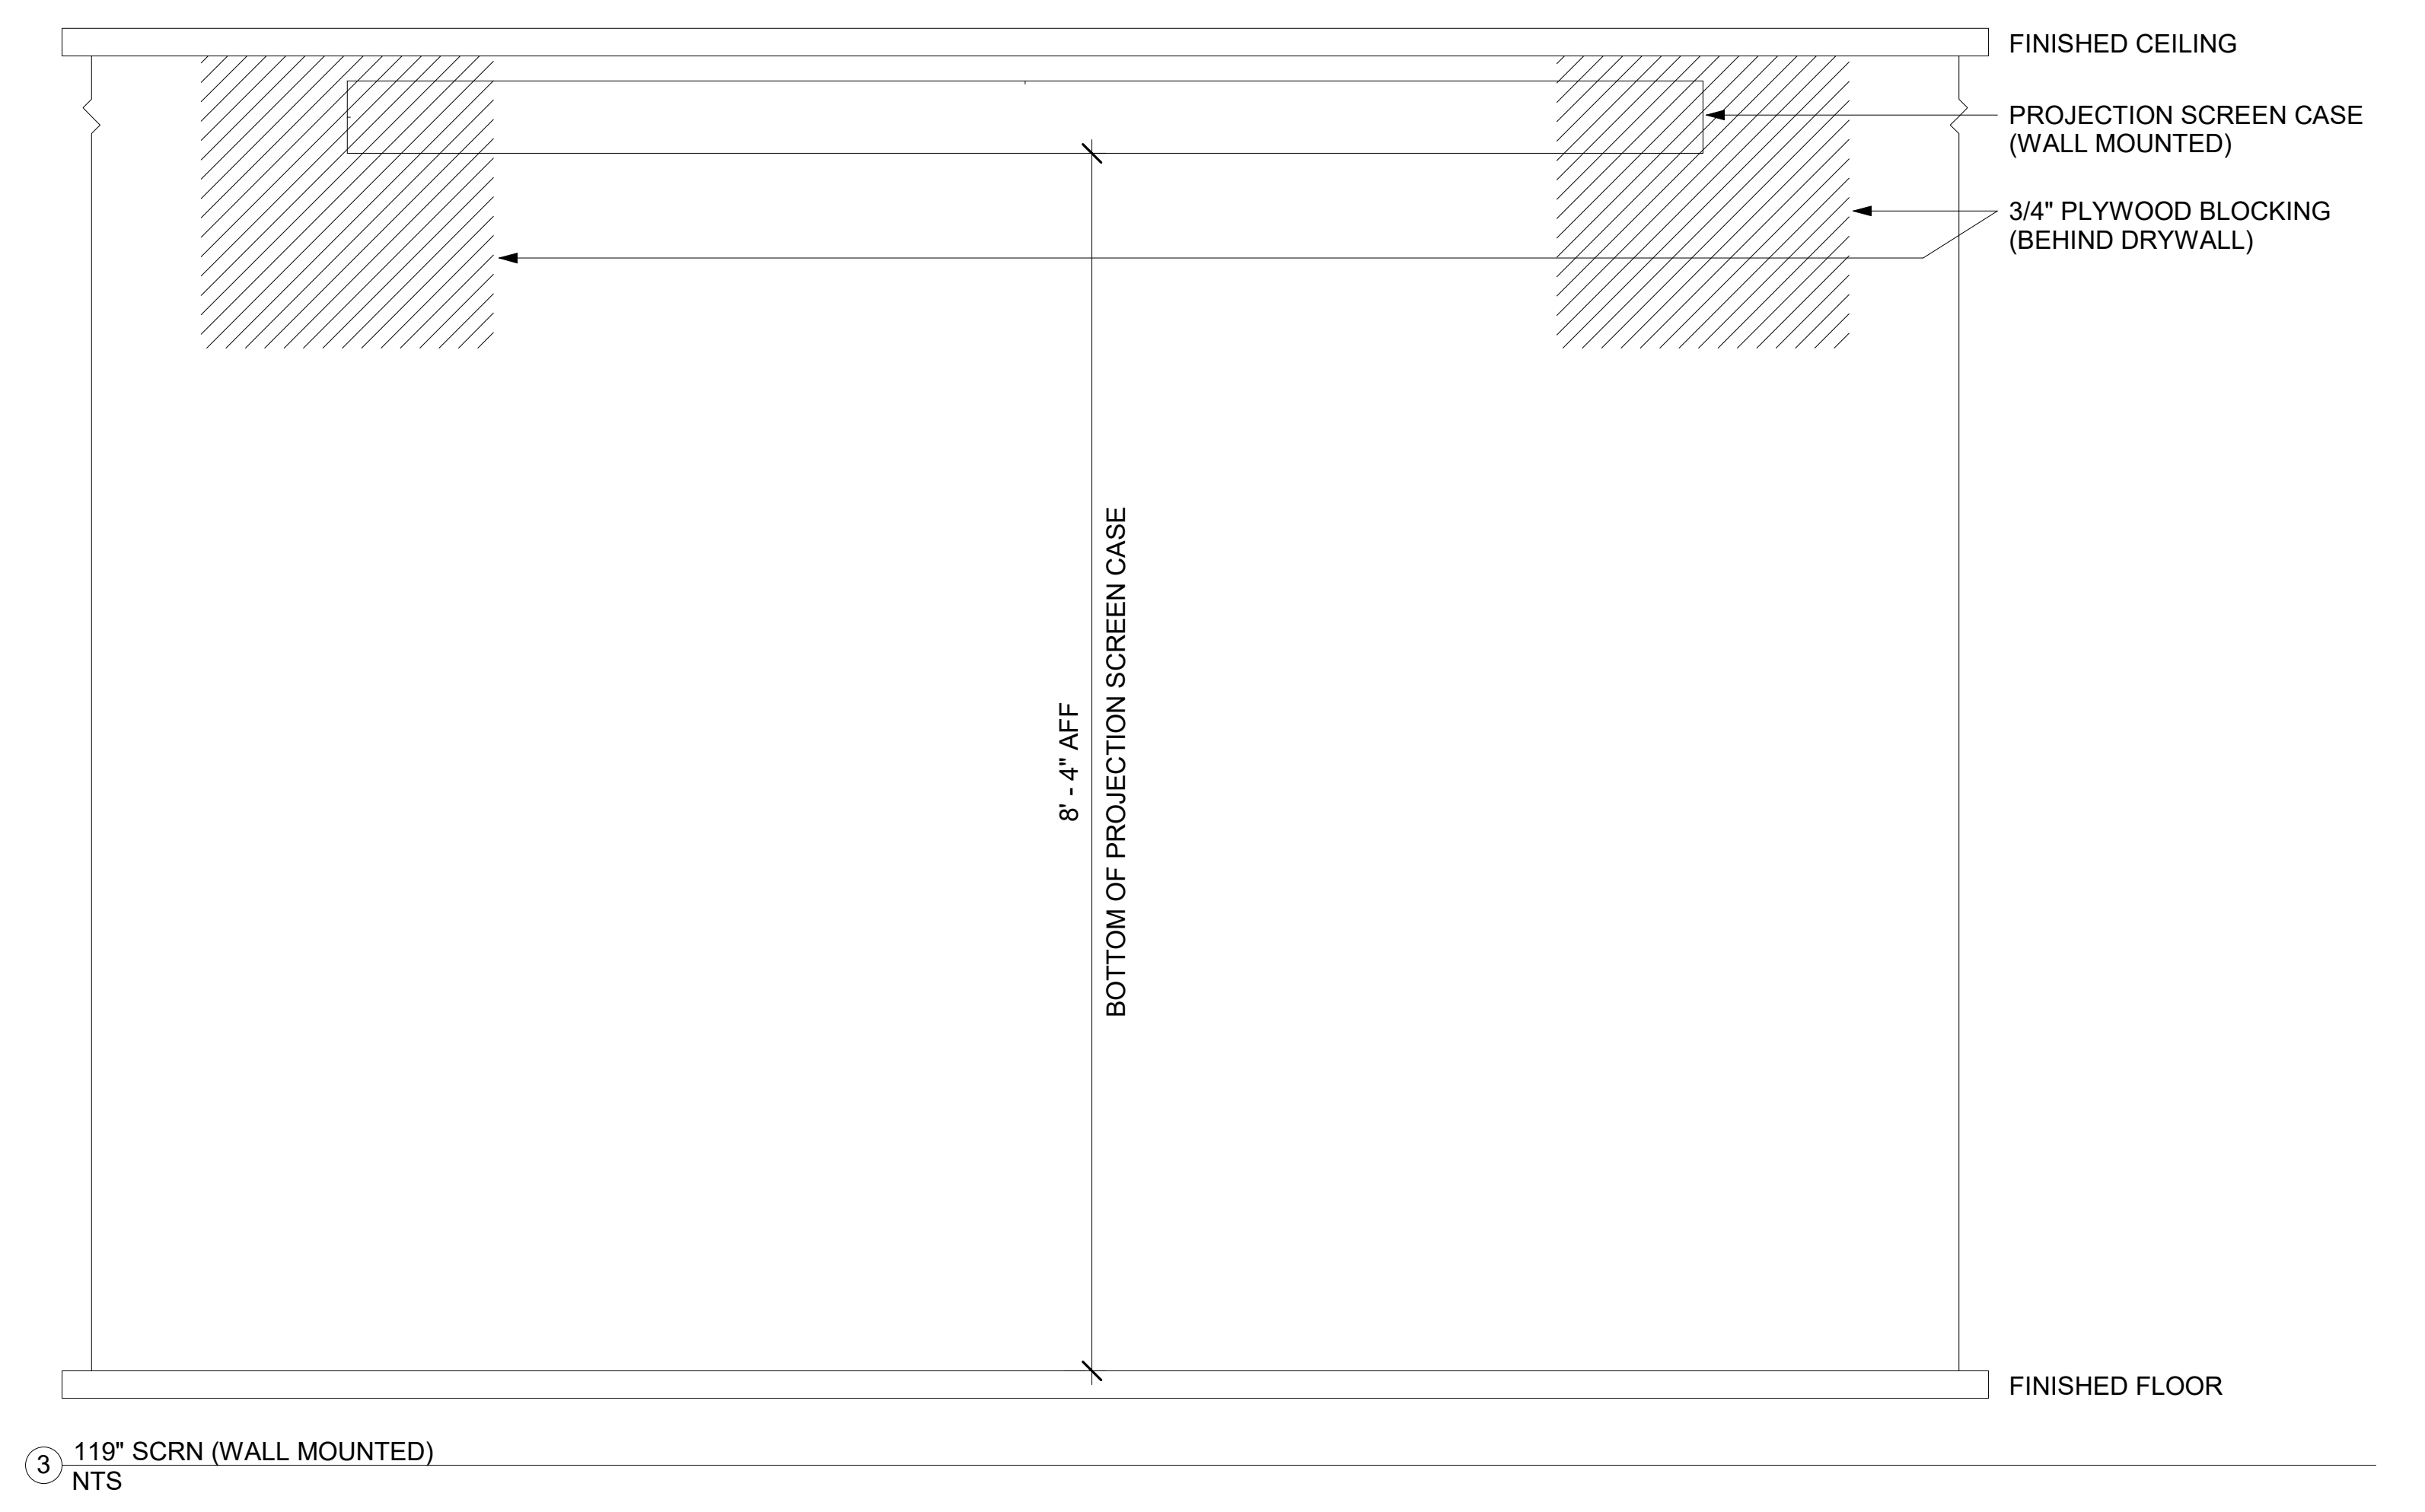 FINISHED CEILING
PROJECTION SCREEN CASE
(WALL MOUNTED)
3/4" PLYWOOD BLOCKING
(BEHIND DRYWALL)
8' - 4" AFF
BOTTOM OF PROJECTION SCREEN CASE
FINISHED FLOOR
3
119" SCRN (WALL MOUNTED)
NTS